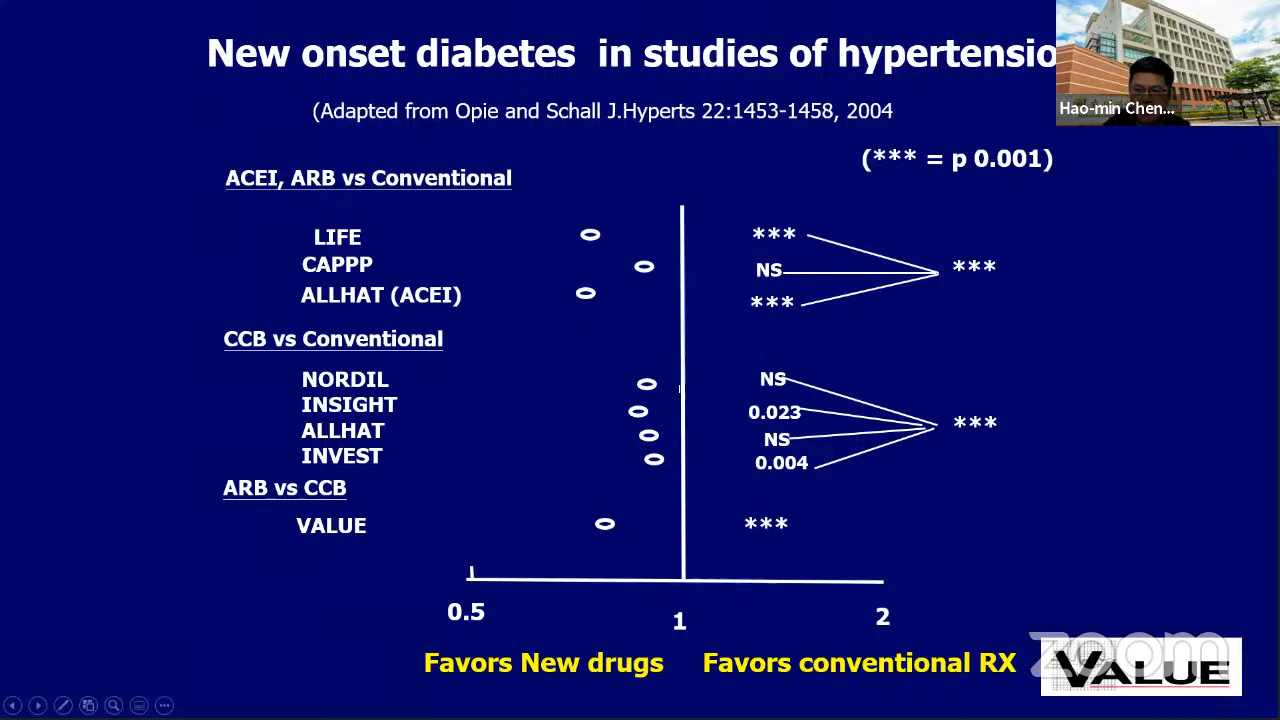 New onset diabetes in studies of hypertensio
(Adapted from Opie and Schall J.Hyperts 22:1453-1458, 2004
Hao-min Chen...
(*** = p 0.001)
ACEI, ARB vs Conventional
LIFE ***
CAPPP NS ***
ALLHAT (ACEI) ***
CCB vs Conventional
NORDIL NS
INSIGHT 0.023
***
ALLHAT NS
INVEST 0.004
ARB vs CCB
VALUE ***
0.5 1 2
Favors New drugs Favors conventional RX
zoom
VALUE